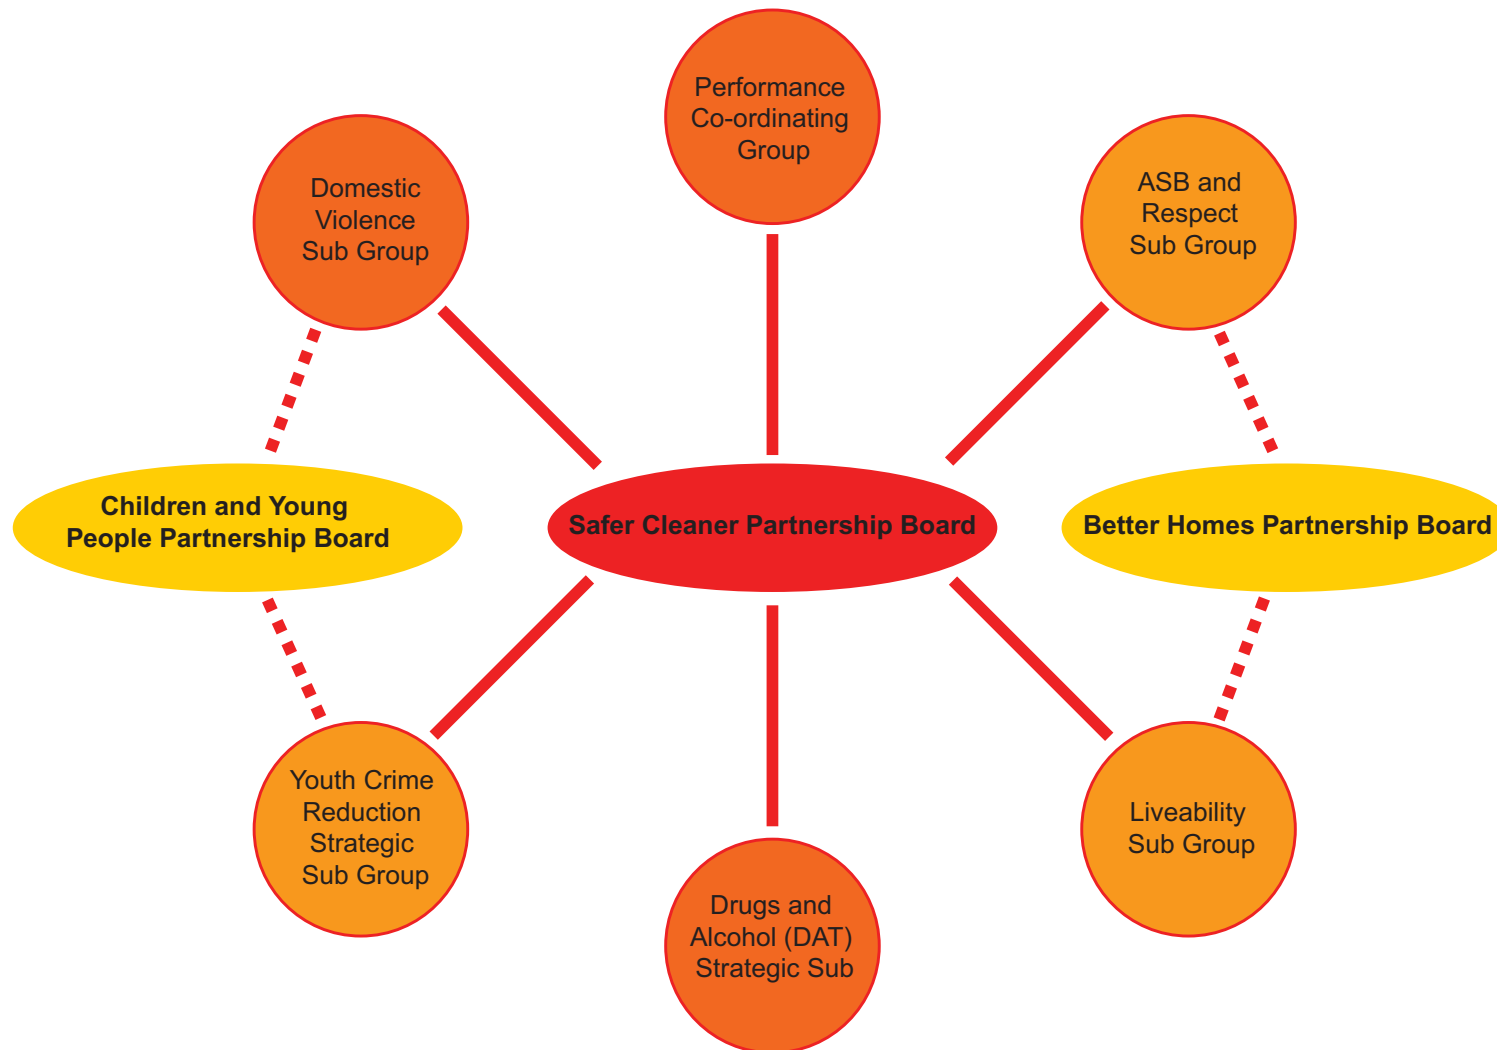 Performance
Co-ordinating
Group
Domestic
Violence
Sub Group
ASB and
Respect
Sub Group
Children and Young
People Partnership Board
Safer Cleaner Partnership Board
Better Homes Partnership Board
Youth Crime
Reduction
Strategic
Sub Group
Drugs and
Alcohol (DAT)
Strategic Sub
Liveability
Sub Group